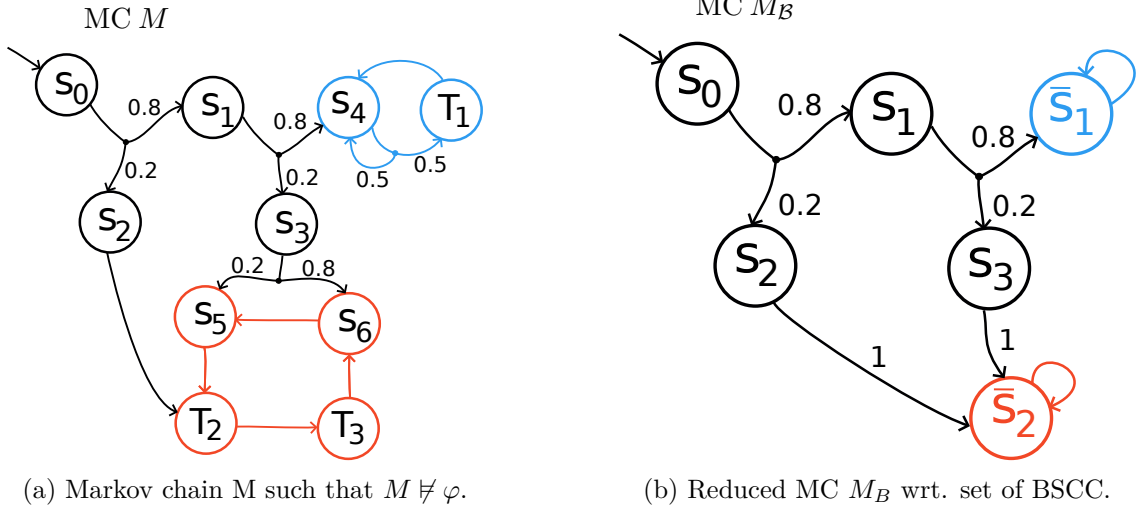 MC M
S₀
0.8
S₁
0.8
S₄
T₁
0.5
0.5
0.2
S₂
0.2
S₃
0.2
0.8
S₅
S₆
T₂
T₃
(a) Markov chain M such that M ⊭ φ.
MC M_ℬ
S₀
0.8
S₁
0.8
S̄₁
0.2
S₂
0.2
S₃
1
1
S̄₂
(b) Reduced MC M_B wrt. set of BSCC.